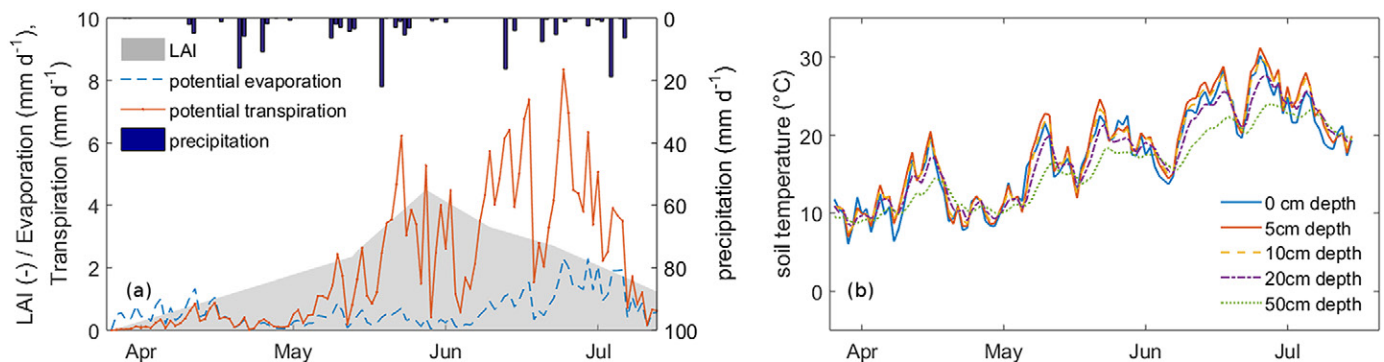 LAI (-) / Evaporation (mm d⁻¹),
Transpiration (mm d⁻¹)
10
8
6
4
2
0
LAI
potential evaporation
potential transpiration
precipitation
(a)
Apr
May
Jun
Jul
0
20
40
60
80
100
precipitation (mm d⁻¹)
soil temperature (°C)
30
20
10
0
0 cm depth
5cm depth
10cm depth
20cm depth
50cm depth
(b)
Apr
May
Jun
Jul